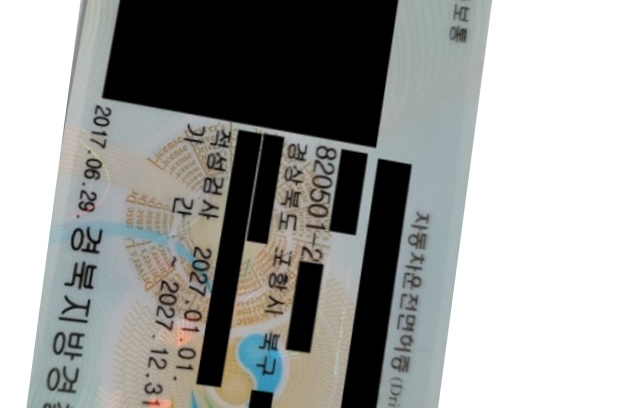 보통
자동차운전면허증 (Dri
820501-2
경상북도 포항시 북구
적성검사 2027.01.01.
기 간 : ~ 2027.12.31
2017.06.29. 경북지방경